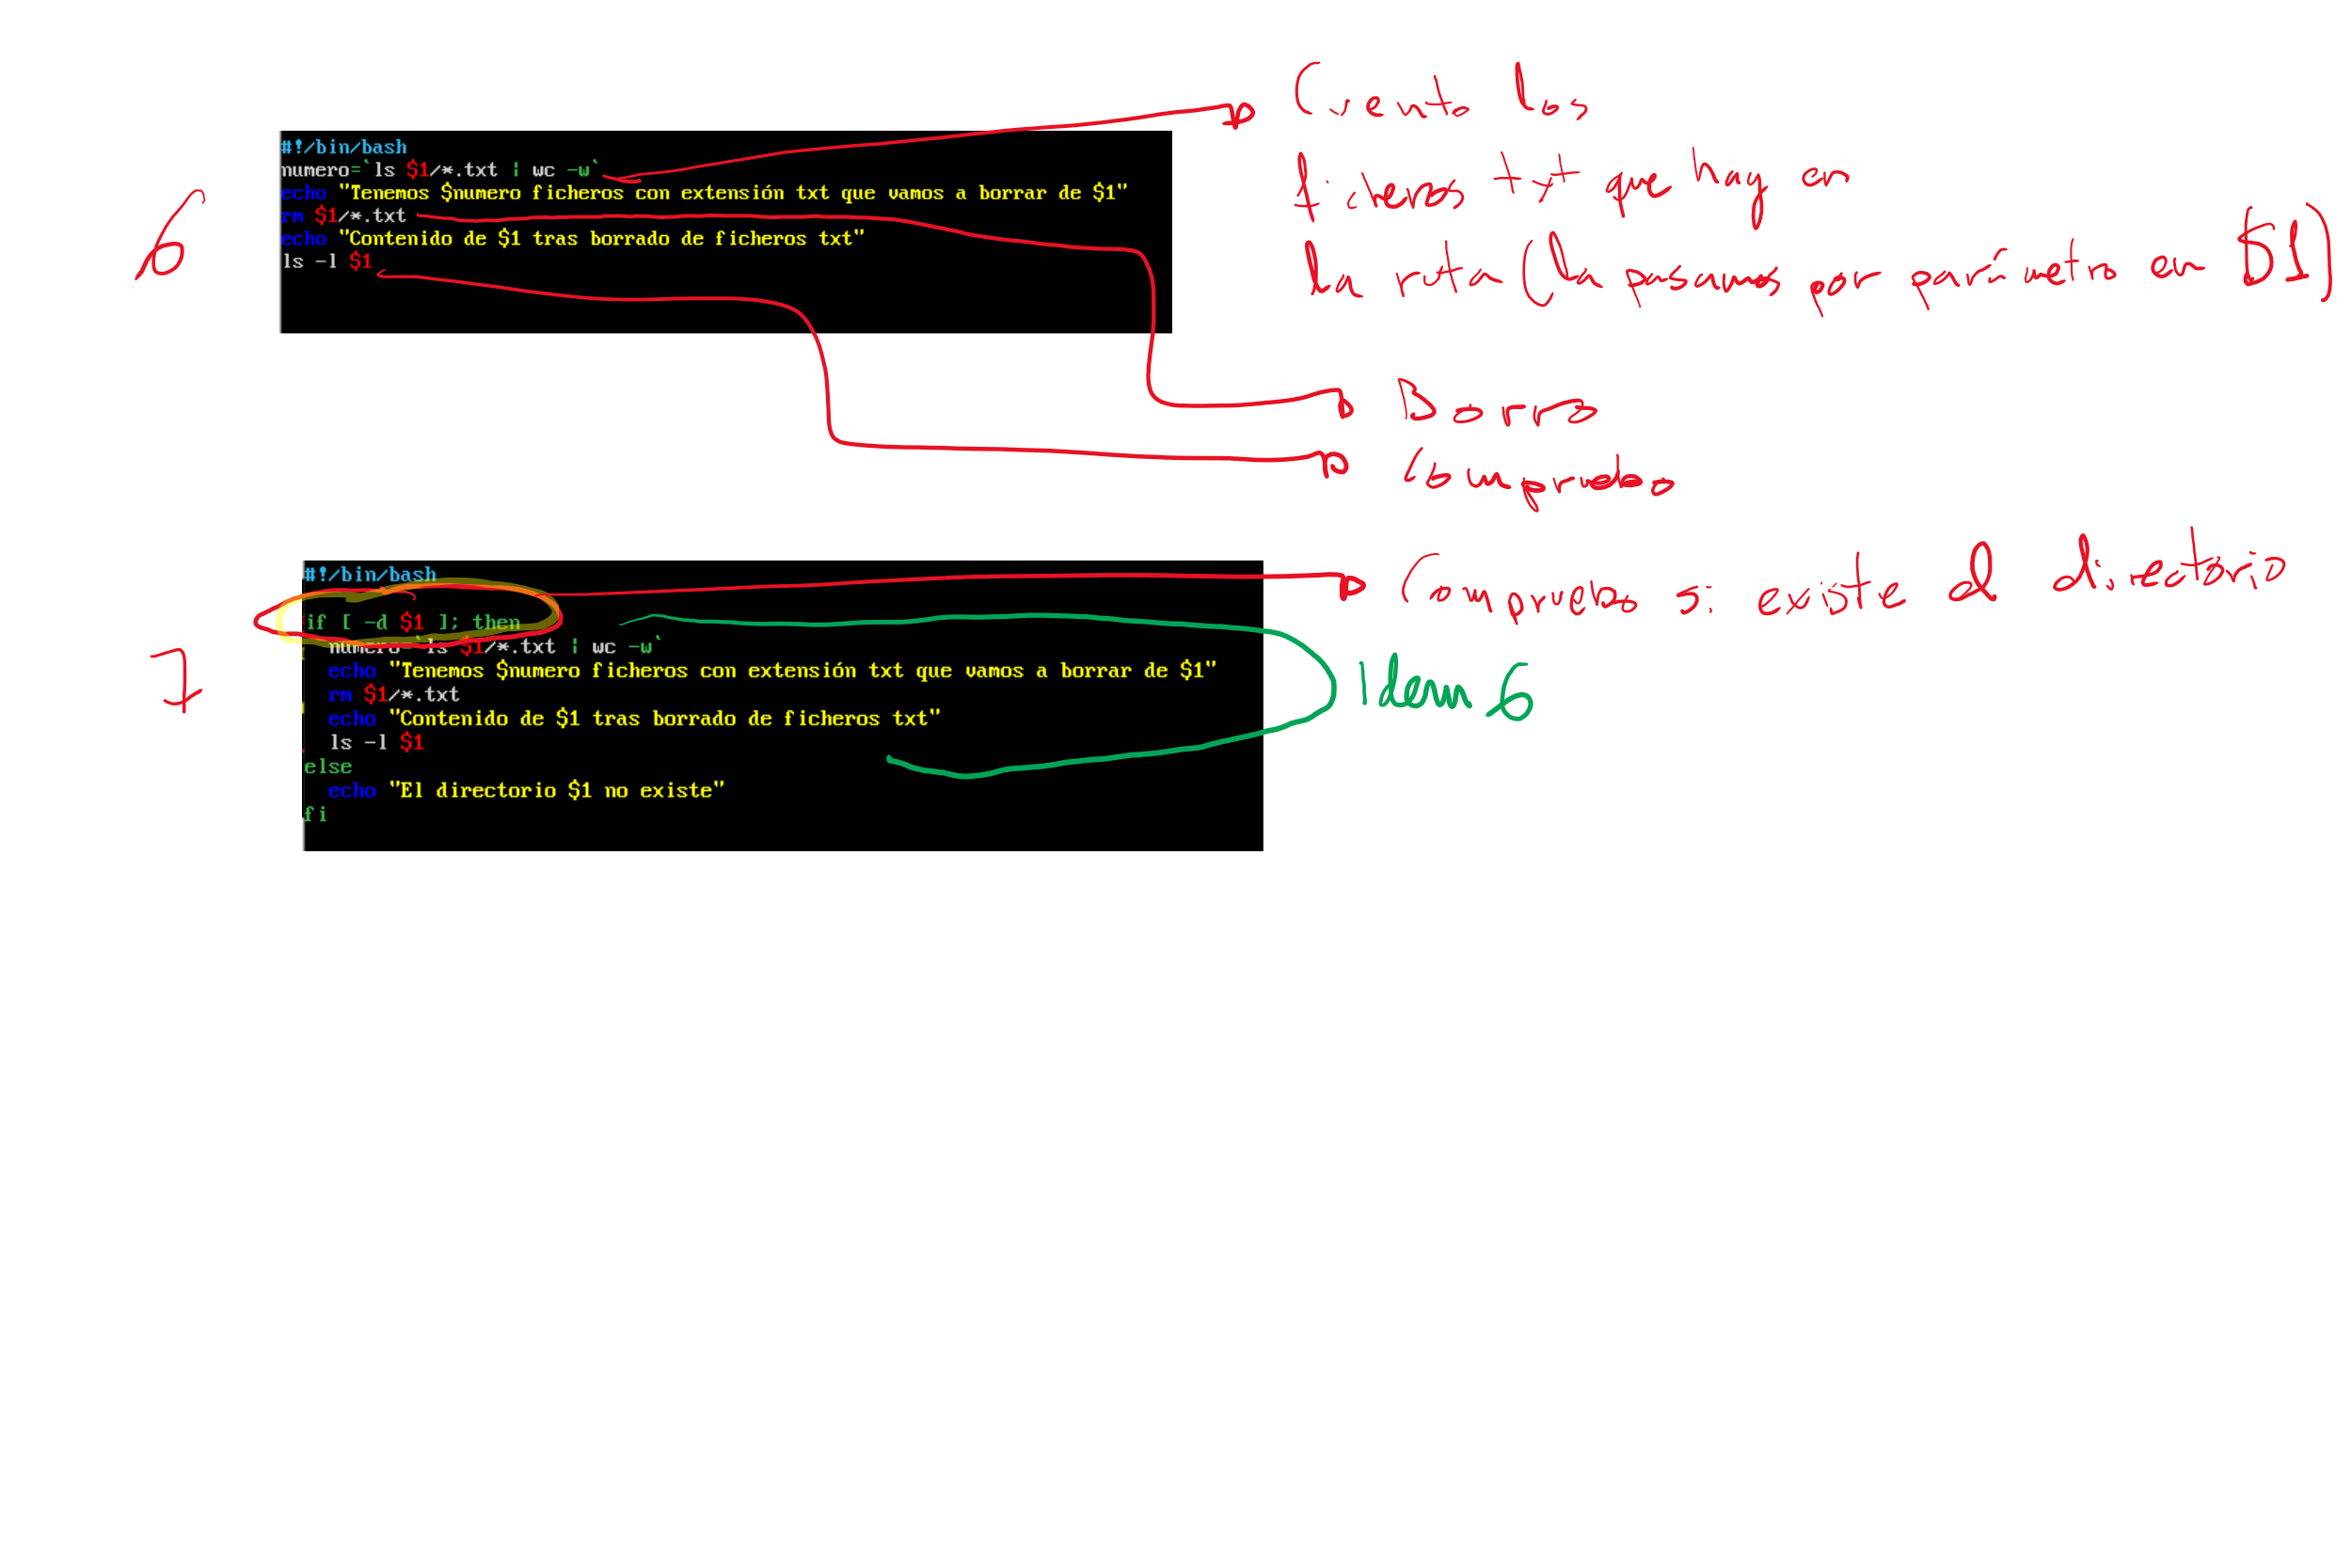 6
#!/bin/bash
numero=`ls $1/*.txt | wc -w`
echo "Tenemos $numero ficheros con extensión txt que vamos a borrar de $1"
rm $1/*.txt
echo "Contenido de $1 tras borrado de ficheros txt"
ls -l $1
Cuento los
ficheros txt que hay en
la ruta (la pasamos por parámetro en $1)
Borro
Compruebo
7
#!/bin/bash
if [ -d $1 ]; then
numero=`ls $1/*.txt | wc -w`
echo "Tenemos $numero ficheros con extensión txt que vamos a borrar de $1"
rm $1/*.txt
echo "Contenido de $1 tras borrado de ficheros txt"
ls -l $1
else
echo "El directorio $1 no existe"
fi
Compruebo si existe el directorio
Idem 6